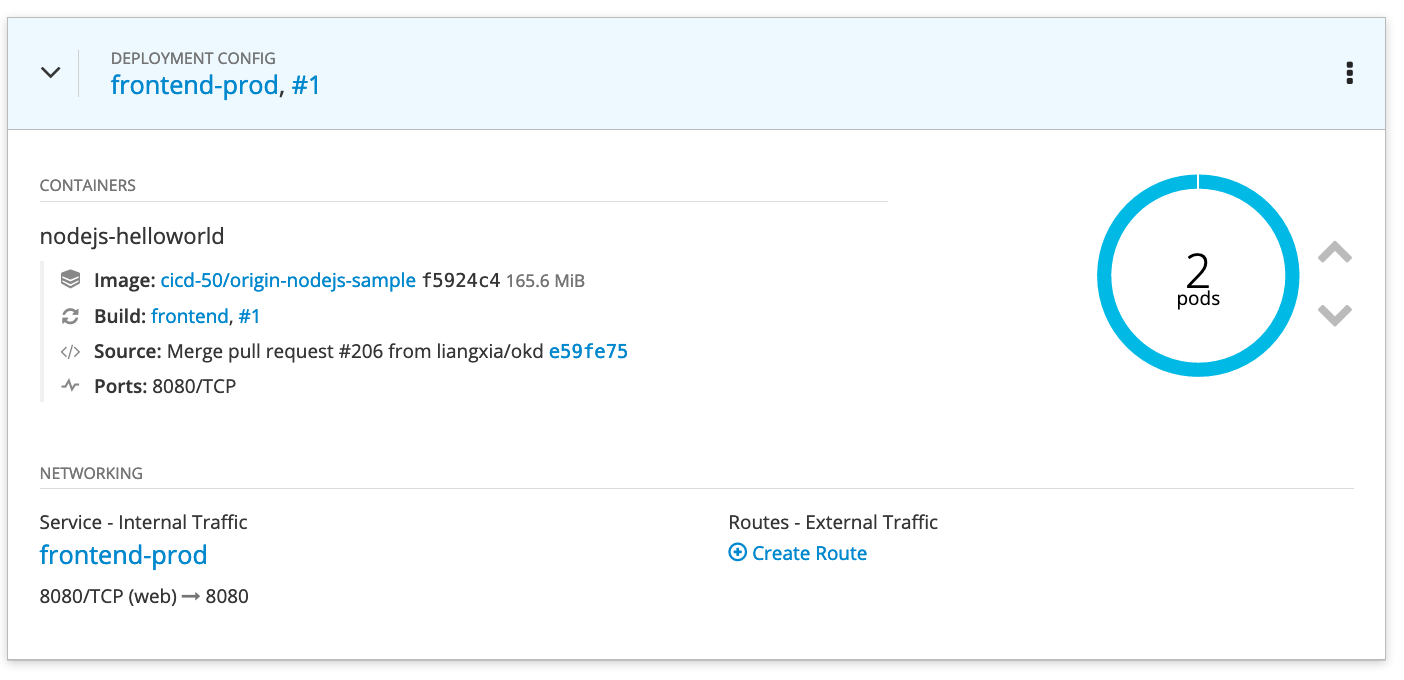 DEPLOYMENT CONFIG
frontend-prod, #1
CONTAINERS
nodejs-helloworld
Image: cicd-50/origin-nodejs-sample f5924c4 165.6 MiB
Build: frontend, #1
Source: Merge pull request #206 from liangxia/okd e59fe75
Ports: 8080/TCP
2
pods
NETWORKING
Service - Internal Traffic
frontend-prod
8080/TCP (web) → 8080
Routes - External Traffic
Create Route